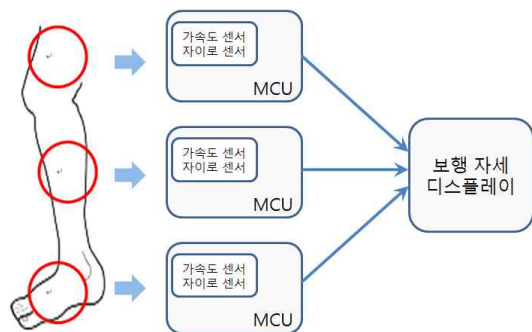 가속도 센서
자이로 센서
MCU
가속도 센서
자이로 센서
MCU
보행 자세
디스플레이
가속도 센서
자이로 센서
MCU